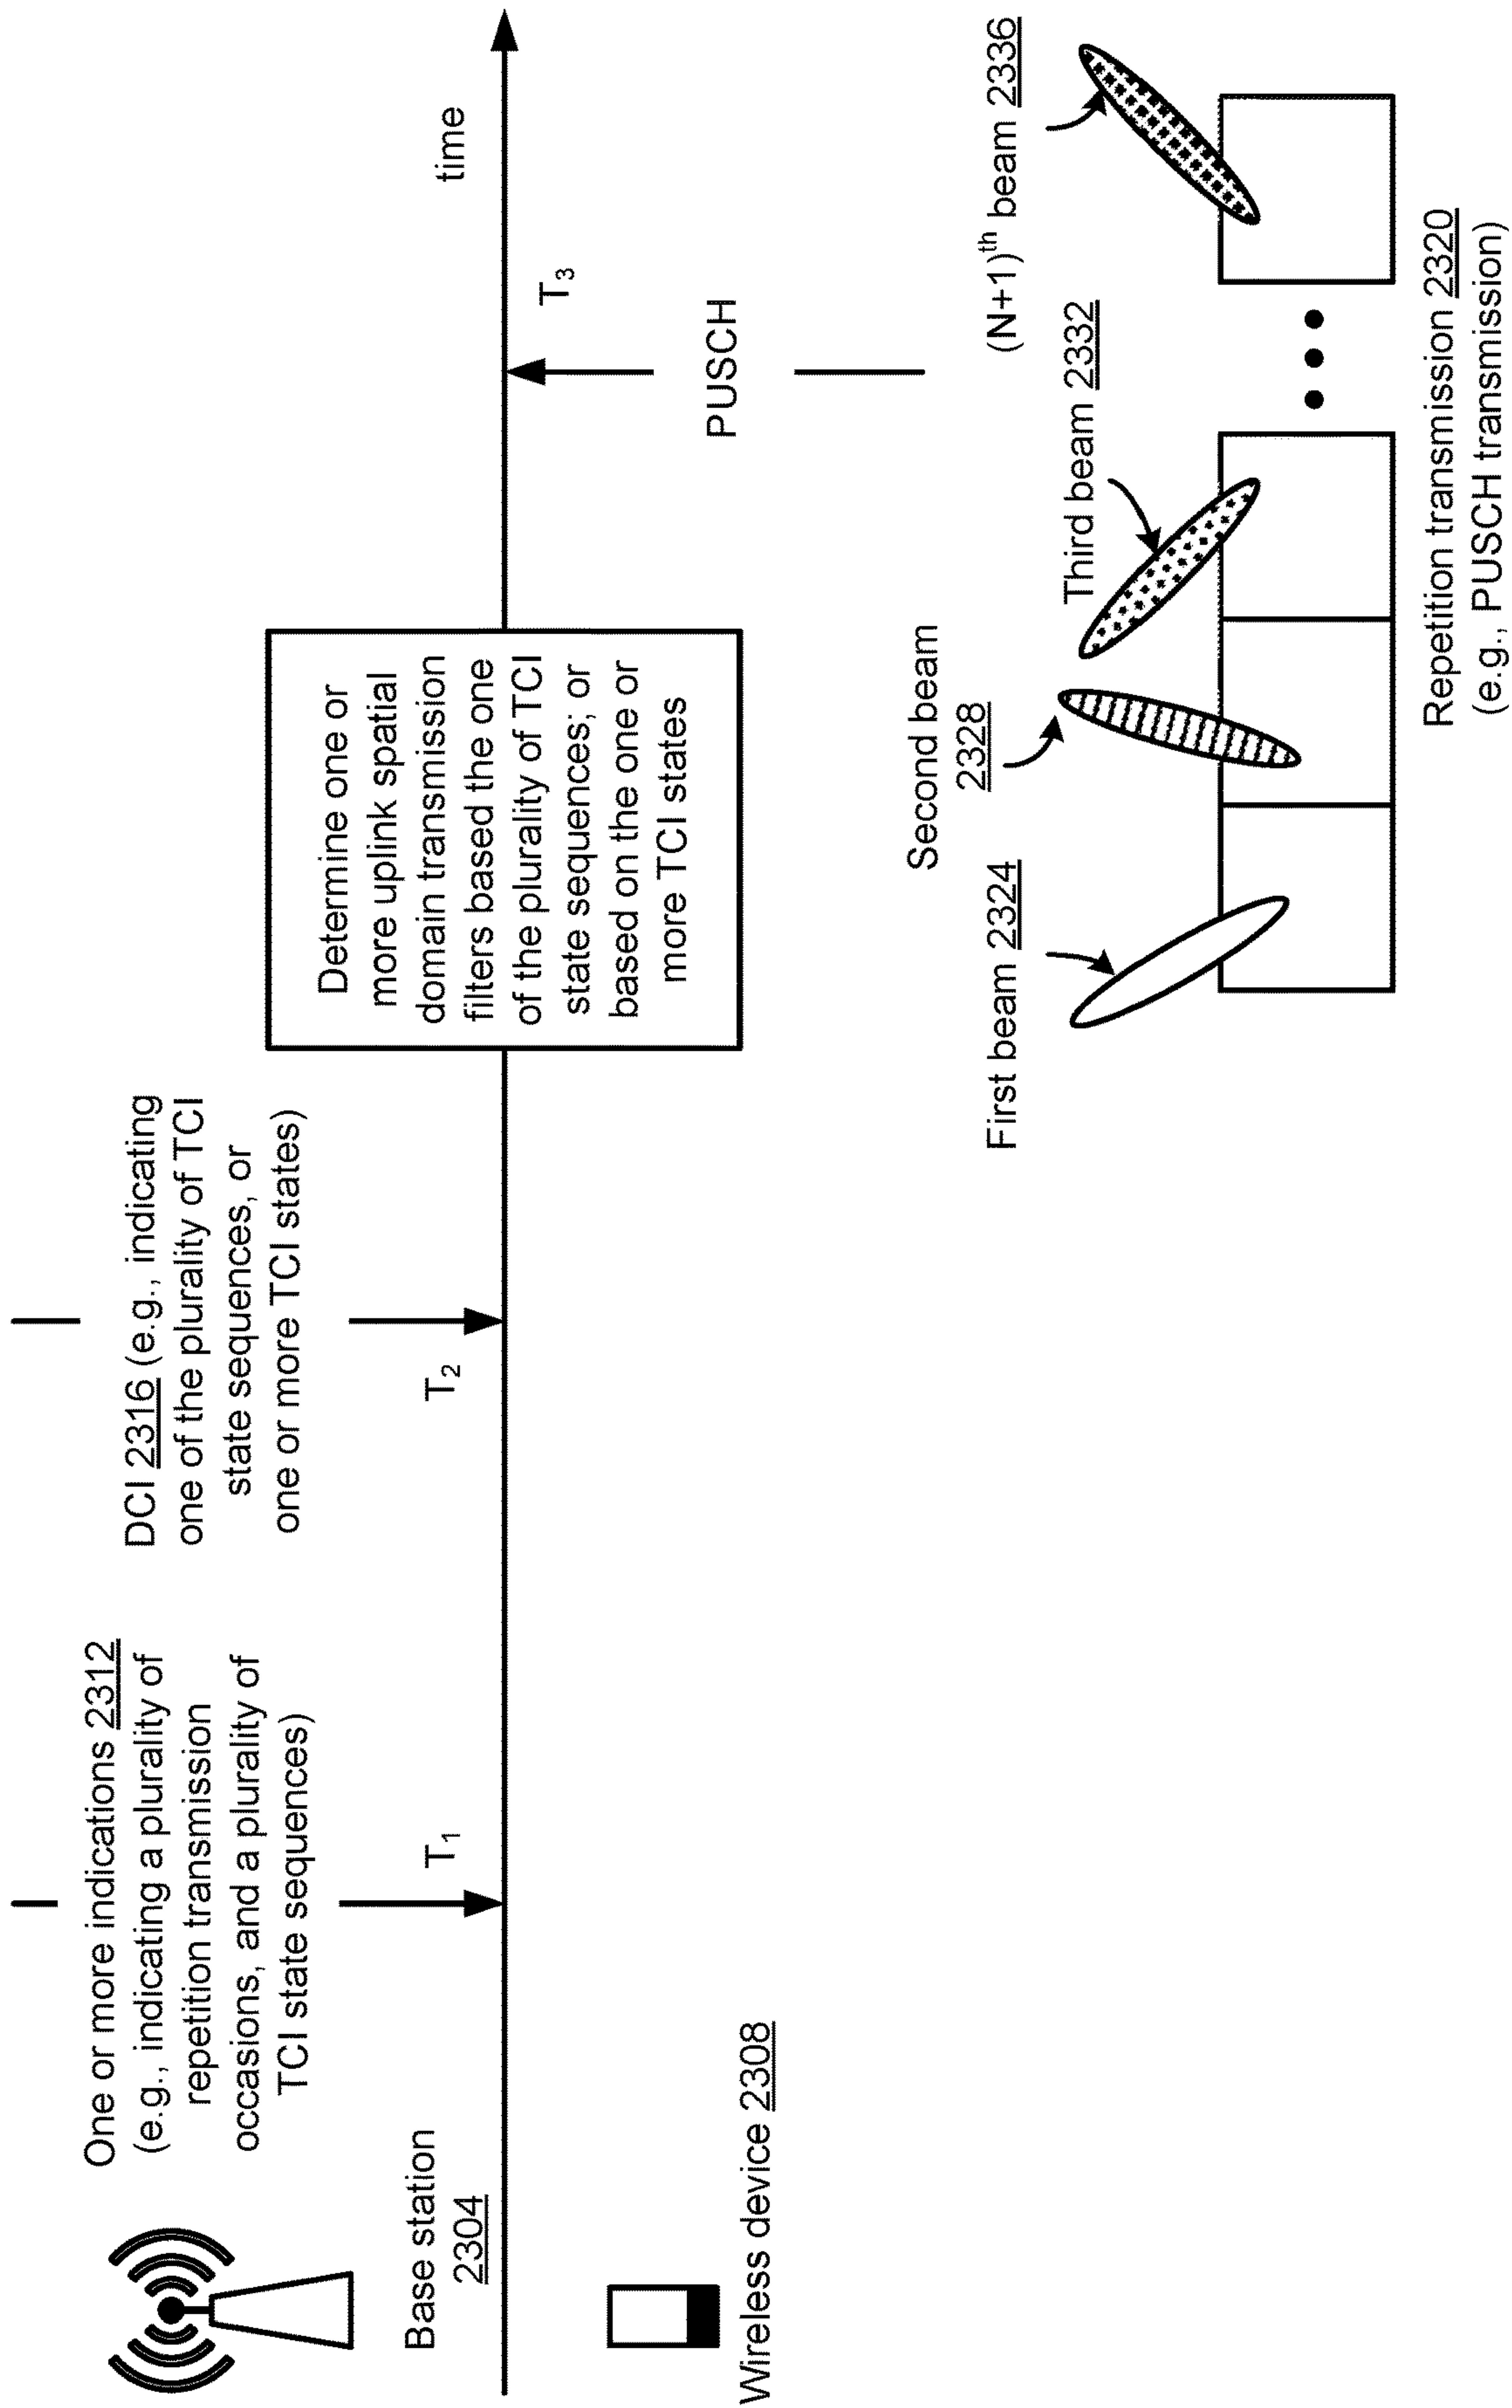 One or more indications 2312
(e.g., indicating a plurality of
repetition transmission
occasions, and a plurality of
TCI state sequences)
DCI 2316 (e.g., indicating
one of the plurality of TCI
state sequences, or
one or more TCI states)
Base station
2304
T1
T2
Determine one or
more uplink spatial
domain transmission
filters based the one
of the plurality of TCI
state sequences; or
based on the one or
more TCI states
time
T3
PUSCH
Wireless device 2308
First beam 2324
Second beam
2328
Third beam 2332
(N+1)th beam 2336
Repetition transmission 2320
(e.g., PUSCH transmission)